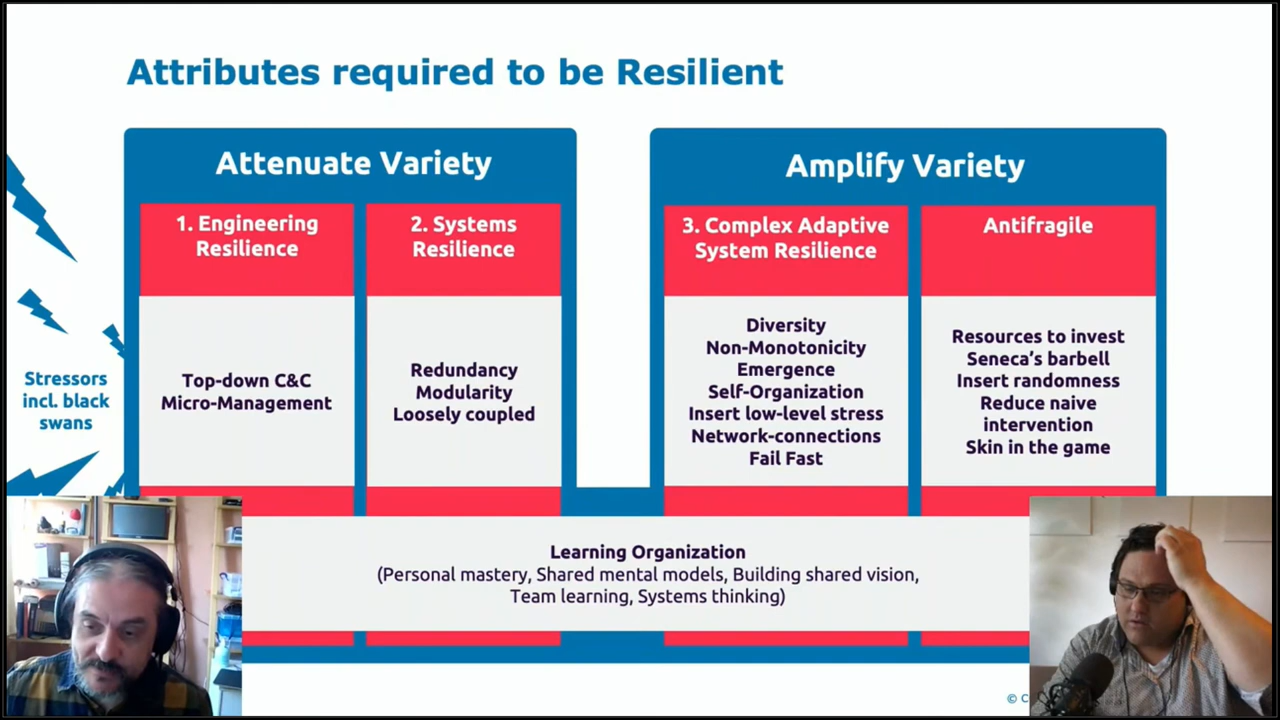 Attributes required to be Resilient
Attenuate Variety
Amplify Variety
1. Engineering
Resilience
2. Systems
Resilience
3. Complex Adaptive
System Resilience
Antifragile
Stressors
incl. black
swans
Top-down C&C
Micro-Management
Redundancy
Modularity
Loosely coupled
Diversity
Non-Monotonicity
Emergence
Self-Organization
Insert low-level stress
Network-connections
Fail Fast
Resources to invest
Seneca's barbell
Insert randomness
Reduce naive
intervention
Skin in the game
Learning Organization
(Personal mastery, Shared mental models, Building shared vision,
Team learning, Systems thinking)
©